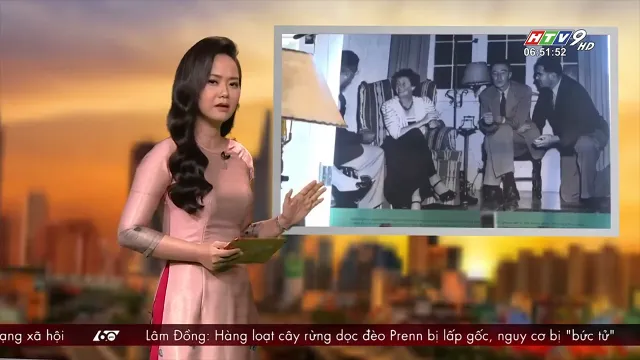 HTV9 HD
06:51:52
ạng xã hội 60 Lâm Đồng: Hàng loạt cây rừng dọc đèo Prenn bị lấp gốc, nguy cơ bị "bức tử"